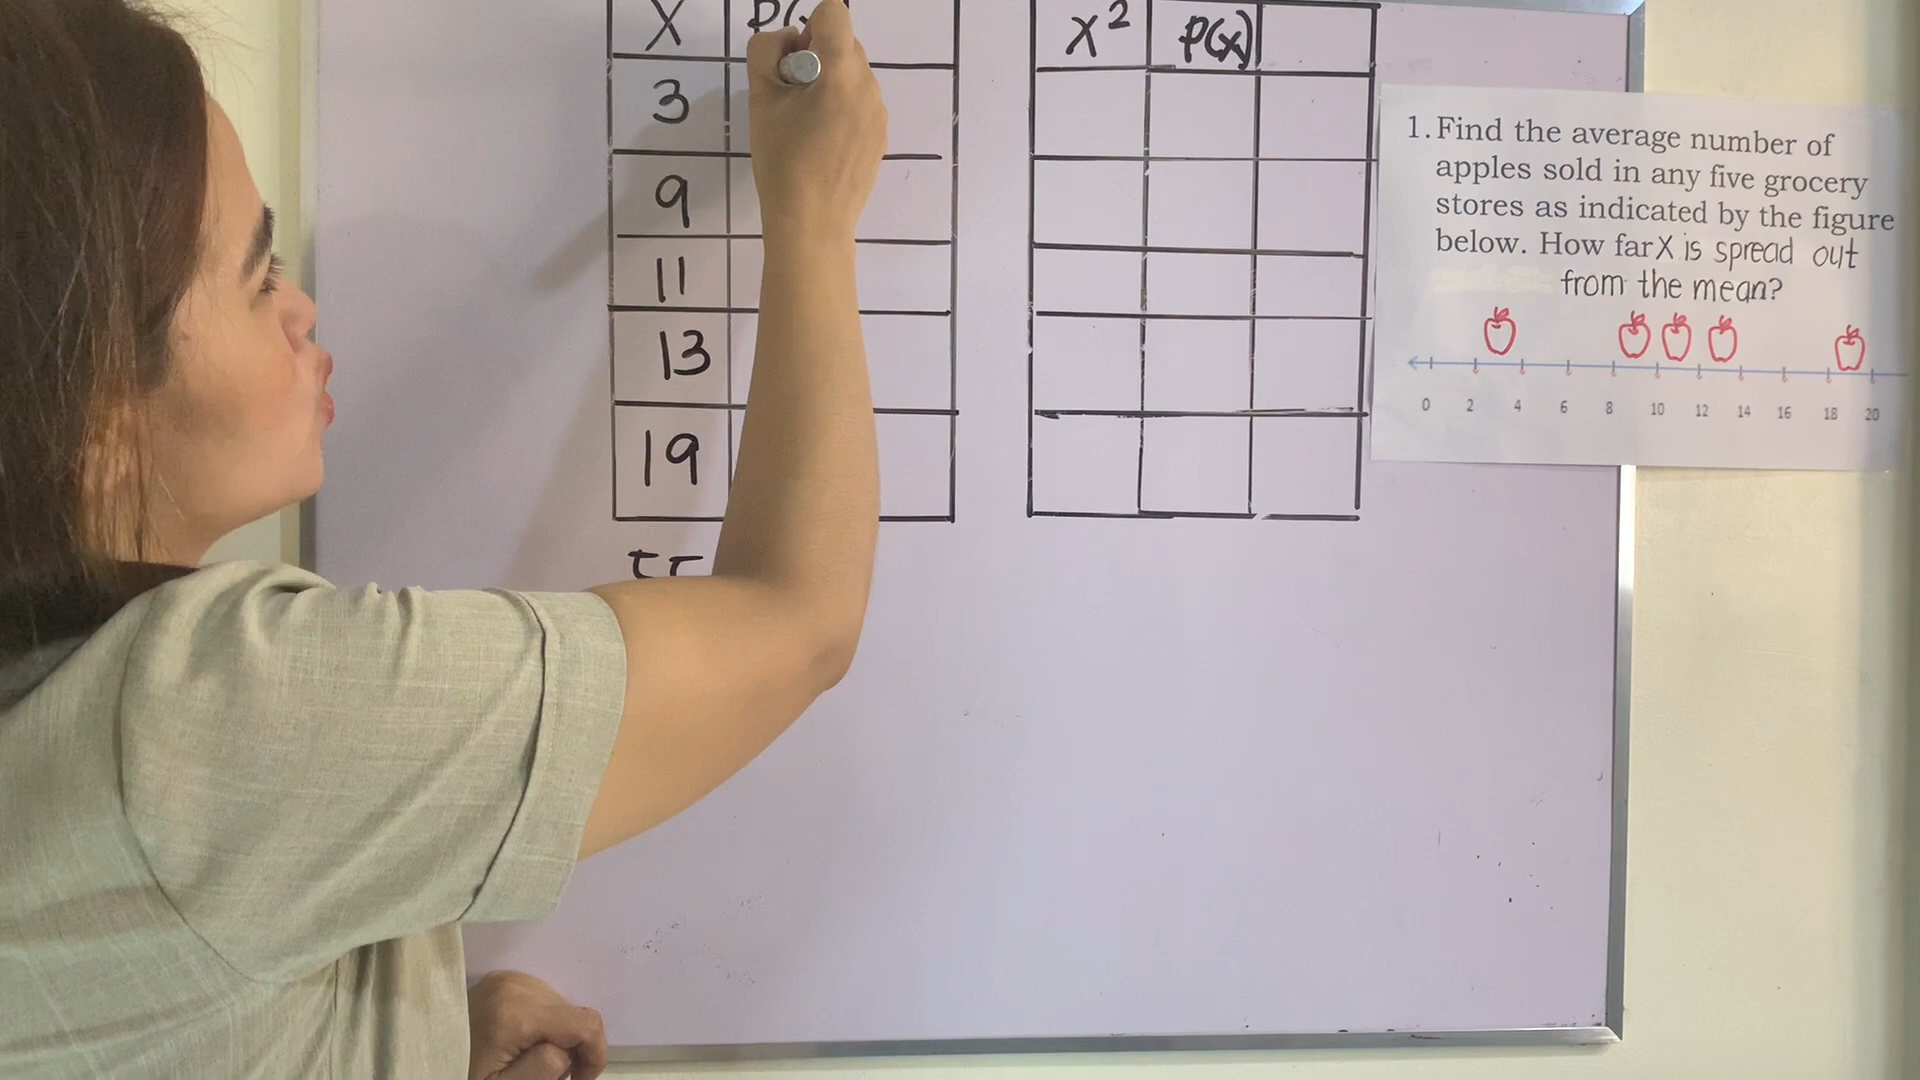 X P(x
3
9
11
13
19
55
X² P(x)
1. Find the average number of
apples sold in any five grocery
stores as indicated by the figure
below. How far X is spread out
from the mean?
0 2 4 6 8 10 12 14 16 18 20